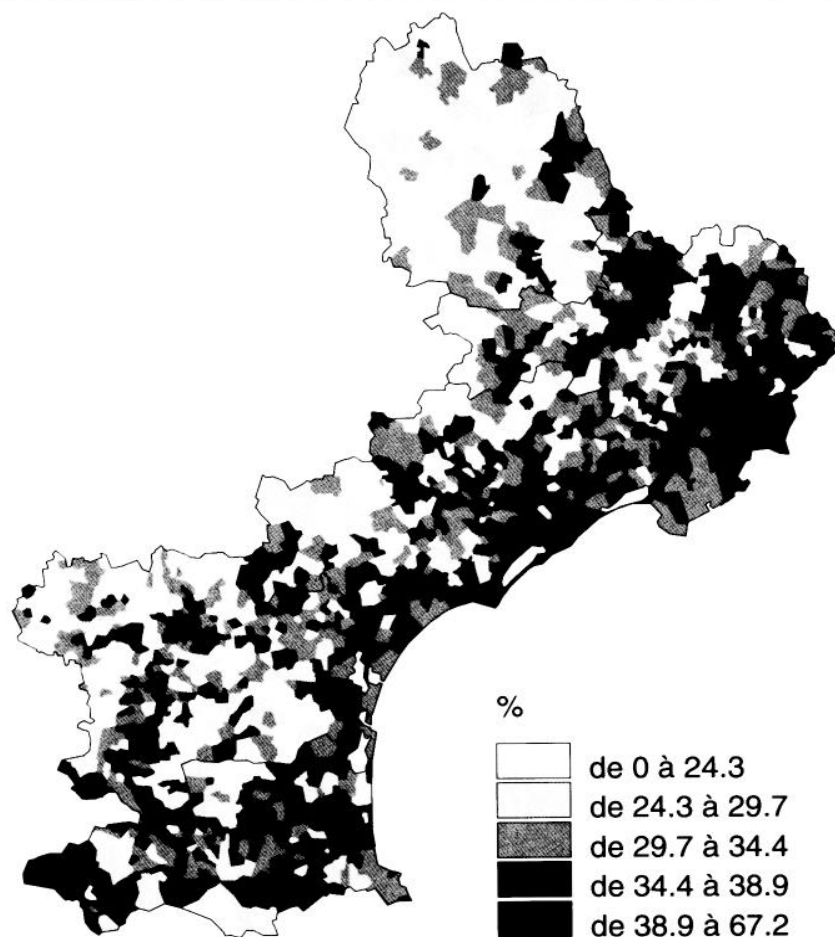 %
de 0 à 24.3
de 24.3 à 29.7
de 29.7 à 34.4
de 34.4 à 38.9
de 38.9 à 67.2